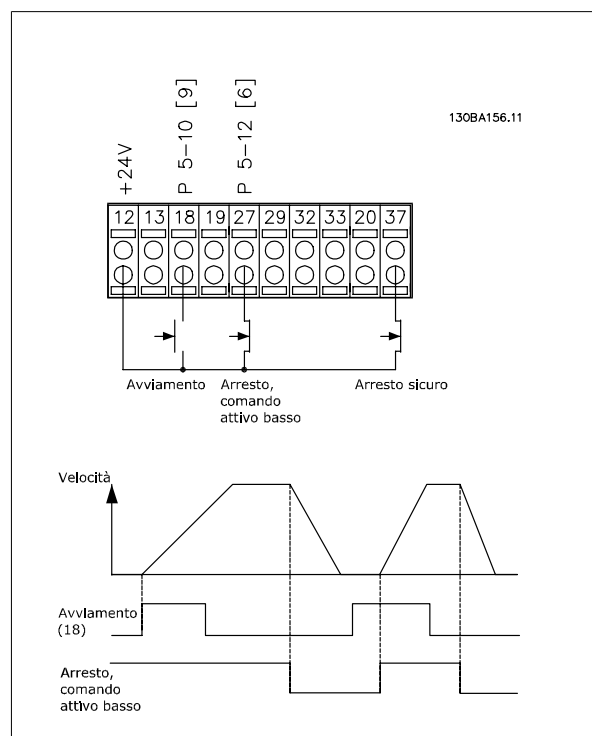 130BA156.11
+24V
P 5-10 [9]
P 5-12 [6]
12 13 18 19 27 29 32 33 20 37
Avviamento
Arresto,
comando
attivo basso
Arresto sicuro
Velocità
Avviamento
(18)
Arresto,
comando
attivo basso